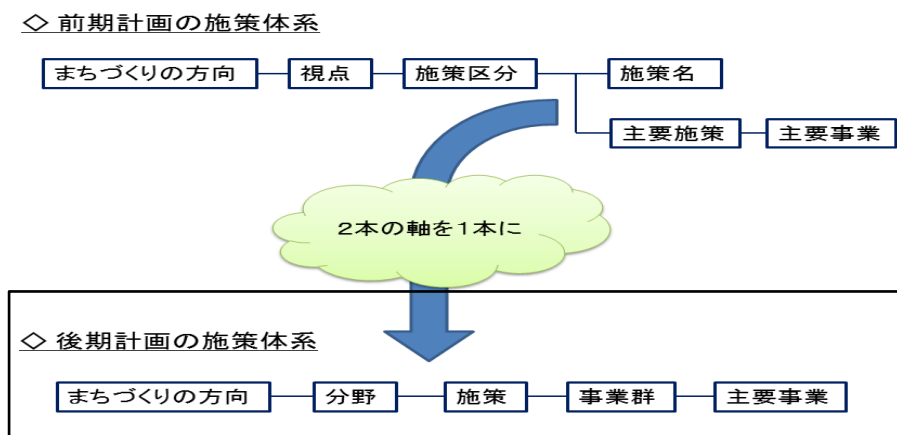 ◇ 前期計画の施策体系
まちづくりの方向 視点 施策区分 施策名
主要施策 主要事業
2本の軸を1本に
◇ 後期計画の施策体系
まちづくりの方向 分野 施策 事業群 主要事業